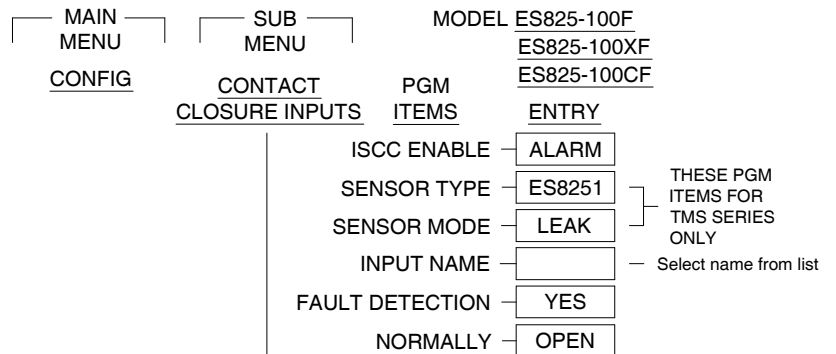 MAIN MENU
SUB MENU
MODEL ES825-100F
ES825-100XF
ES825-100CF
CONFIG
CONTACT CLOSURE INPUTS
PGM ITEMS
ENTRY
ISCC ENABLE ALARM
SENSOR TYPE ES8251
SENSOR MODE LEAK
THESE PGM
ITEMS FOR
TMS SERIES
ONLY
INPUT NAME Select name from list
FAULT DETECTION YES
NORMALLY OPEN